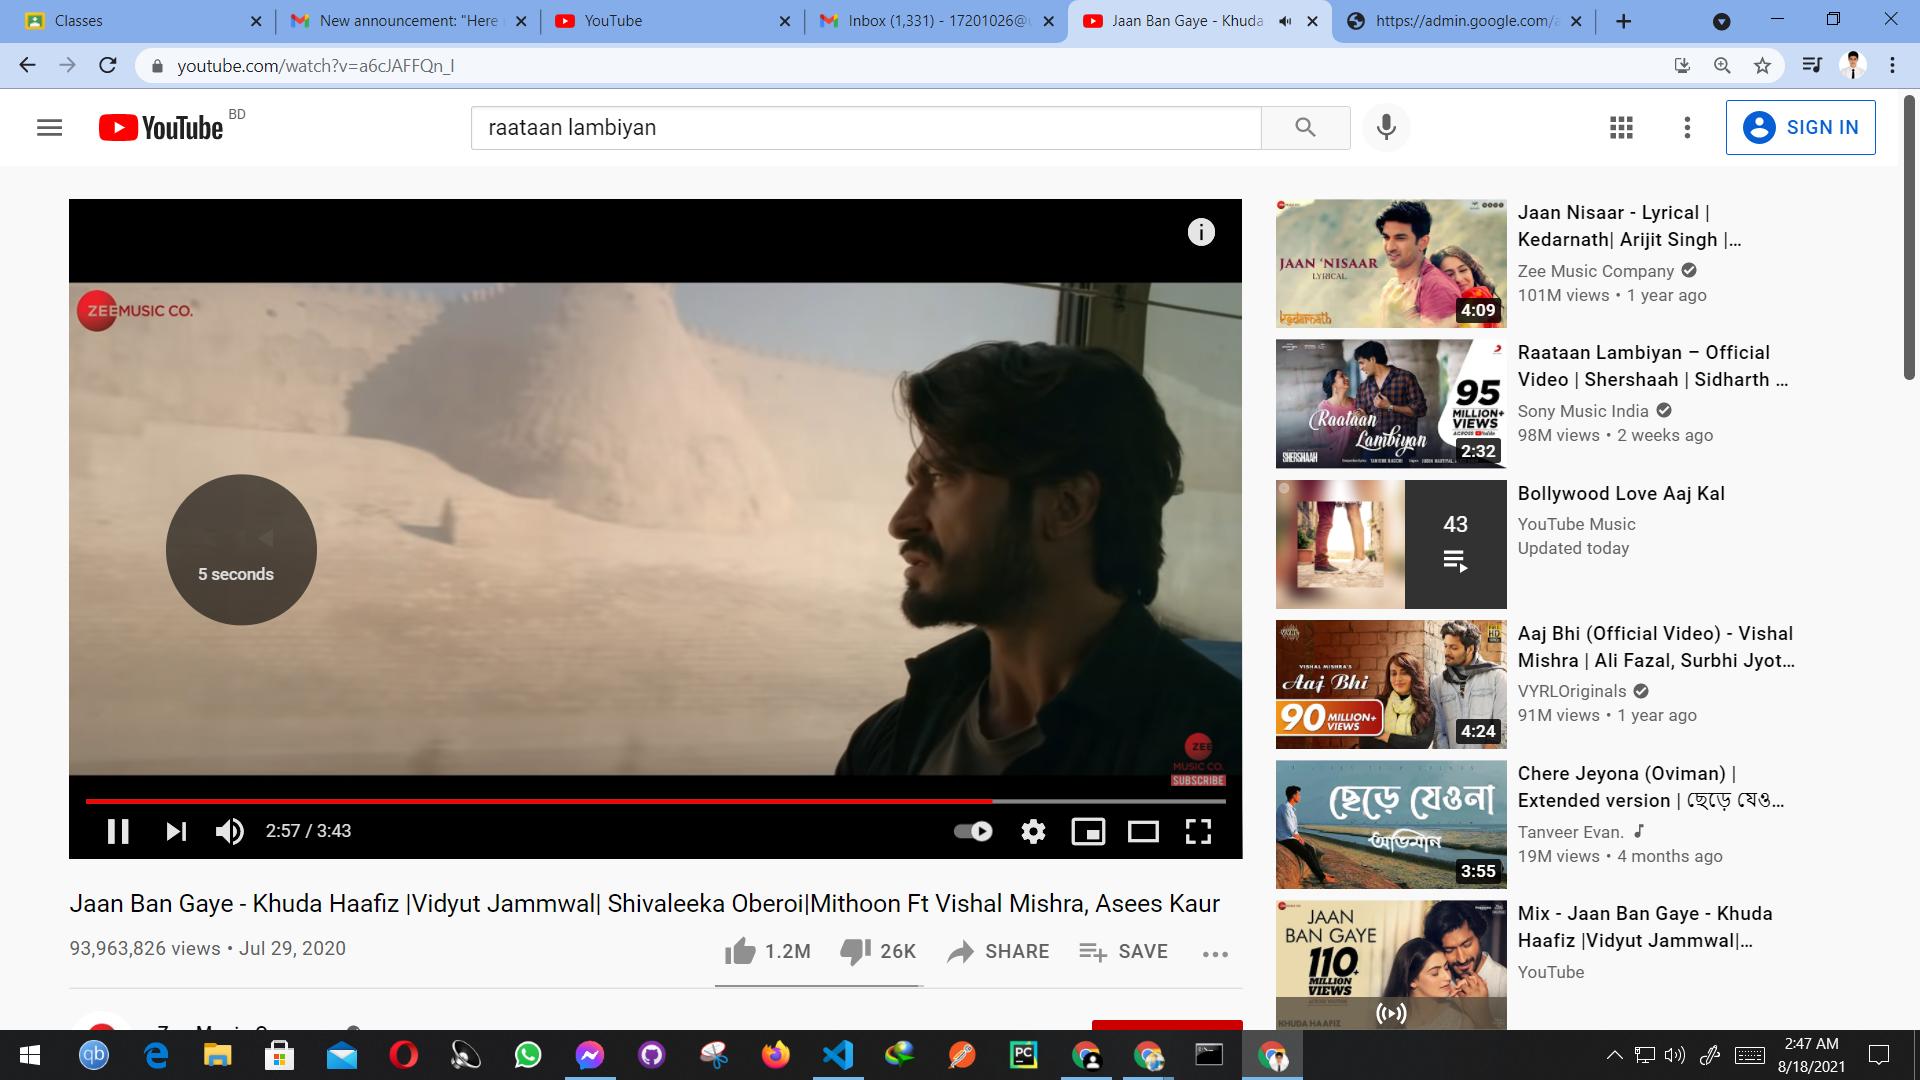 Classes
New announcement: "Here
YouTube
Inbox (1,331) - 17201026@
Jaan Ban Gaye - Khuda
https://admin.google.com/
youtube.com/watch?v=a6cJAFFQn_I
YouTube BD
raataan lambiyan
SIGN IN
ZEE MUSIC CO.
5 seconds
ZEE
MUSIC CO.
SUBSCRIBE
2:57 / 3:43
Jaan Ban Gaye - Khuda Haafiz |Vidyut Jammwal| Shivaleeka Oberoi|Mithoon Ft Vishal Mishra, Asees Kaur
93,963,826 views • Jul 29, 2020
1.2M
26K
SHARE
SAVE
JAAN 'NISAAR
LYRICAL
kedarnath
4:09
Jaan Nisaar - Lyrical |
Kedarnath| Arijit Singh |...
Zee Music Company
101M views • 1 year ago
Raataan
Lambiyan
SHERSHAAH
95
MILLION+
VIEWS
2:32
Raataan Lambiyan – Official
Video | Shershaah | Sidharth ...
Sony Music India
98M views • 2 weeks ago
43
Bollywood Love Aaj Kal
YouTube Music
Updated today
VISHAL MISHRA'S
Aaj Bhi
90 MILLION+
VIEWS
4:24
Aaj Bhi (Official Video) - Vishal
Mishra | Ali Fazal, Surbhi Jyot...
VYRLOriginals
91M views • 1 year ago
ছেড়ে যেওনা
অভিমান
3:55
Chere Jeyona (Oviman) |
Extended version | ছেড়ে যেও...
Tanveer Evan.
19M views • 4 months ago
JAAN
BAN GAYE
110+
MILLION
VIEWS
KHUDA HAAFIZ
Mix - Jaan Ban Gaye - Khuda
Haafiz |Vidyut Jammwal|...
YouTube
2:47 AM
8/18/2021